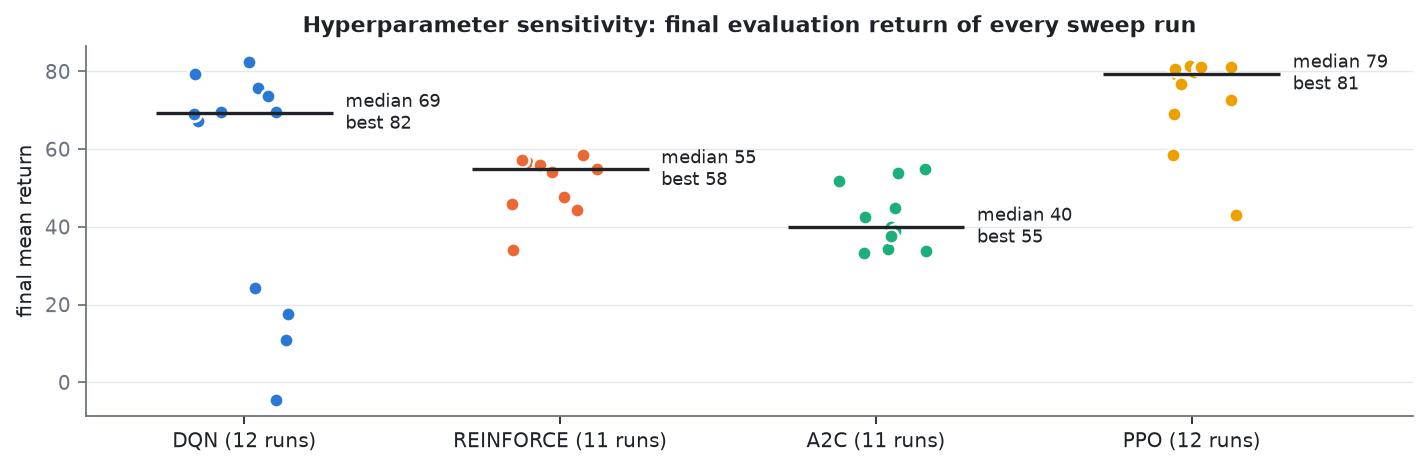 Hyperparameter sensitivity: final evaluation return of every sweep run
final mean return
80
60
40
20
0
median 69
best 82
median 55
best 58
median 40
best 55
median 79
best 81
DQN (12 runs)
REINFORCE (11 runs)
A2C (11 runs)
PPO (12 runs)